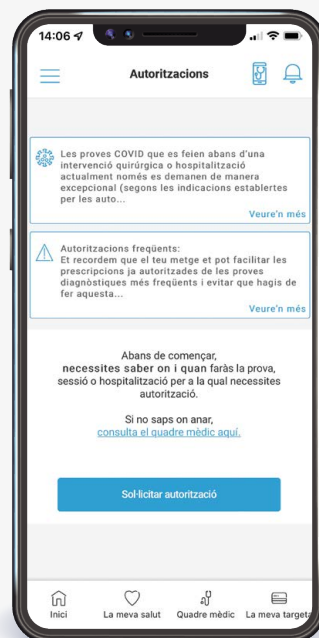 14:06
Autoritzacions
Les proves COVID que es feien abans d'una
intervenció quirúrgica o hospitalització
actualment només es demanen de manera
excepcional (segons les indicacions establertes
per les auto...
Veure'n més
Autoritzacions freqüents:
Et recordem que el teu metge et pot facilitar les
prescripcions ja autoritzades de les proves
diagnòstiques més freqüents i evitar que hagis de
fer aquesta...
Veure'n més
Abans de començar,
necessites saber on i quan faràs la prova,
sessió o hospitalització per a la qual necessites
autorització.
Si no saps on anar,
consulta el quadre mèdic aquí.
Sol·licitar autorització
Inici
La meva salut
Quadre mèdic
La meva targeta